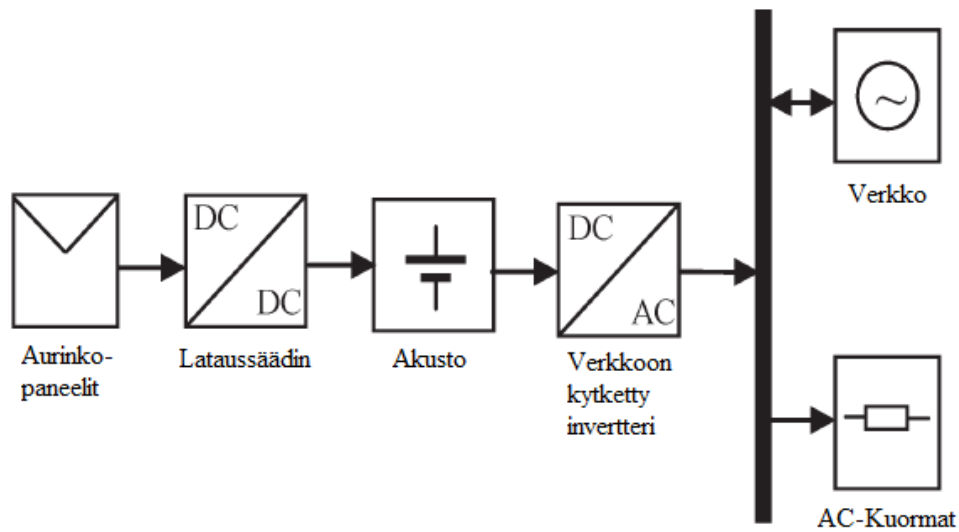 Aurinko-
paneelit
DC
DC
Lataussäädin
Akusto
DC
AC
Verkkoon
kytketty
invertteri
~
Verkko
AC-Kuormat